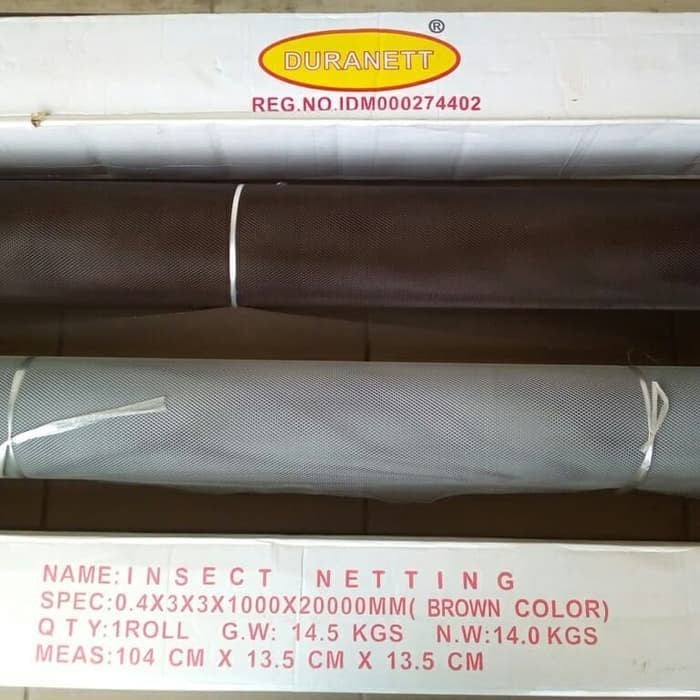 DURANETT®
REG.NO.IDM000274402
NAME:INSECT NETTING
SPEC:0.4X3X3X1000X20000MM( BROWN COLOR)
QTY:1ROLL G.W: 14.5 KGS N.W:14.0 KGS
MEAS:104 CM X 13.5 CM X 13.5 CM